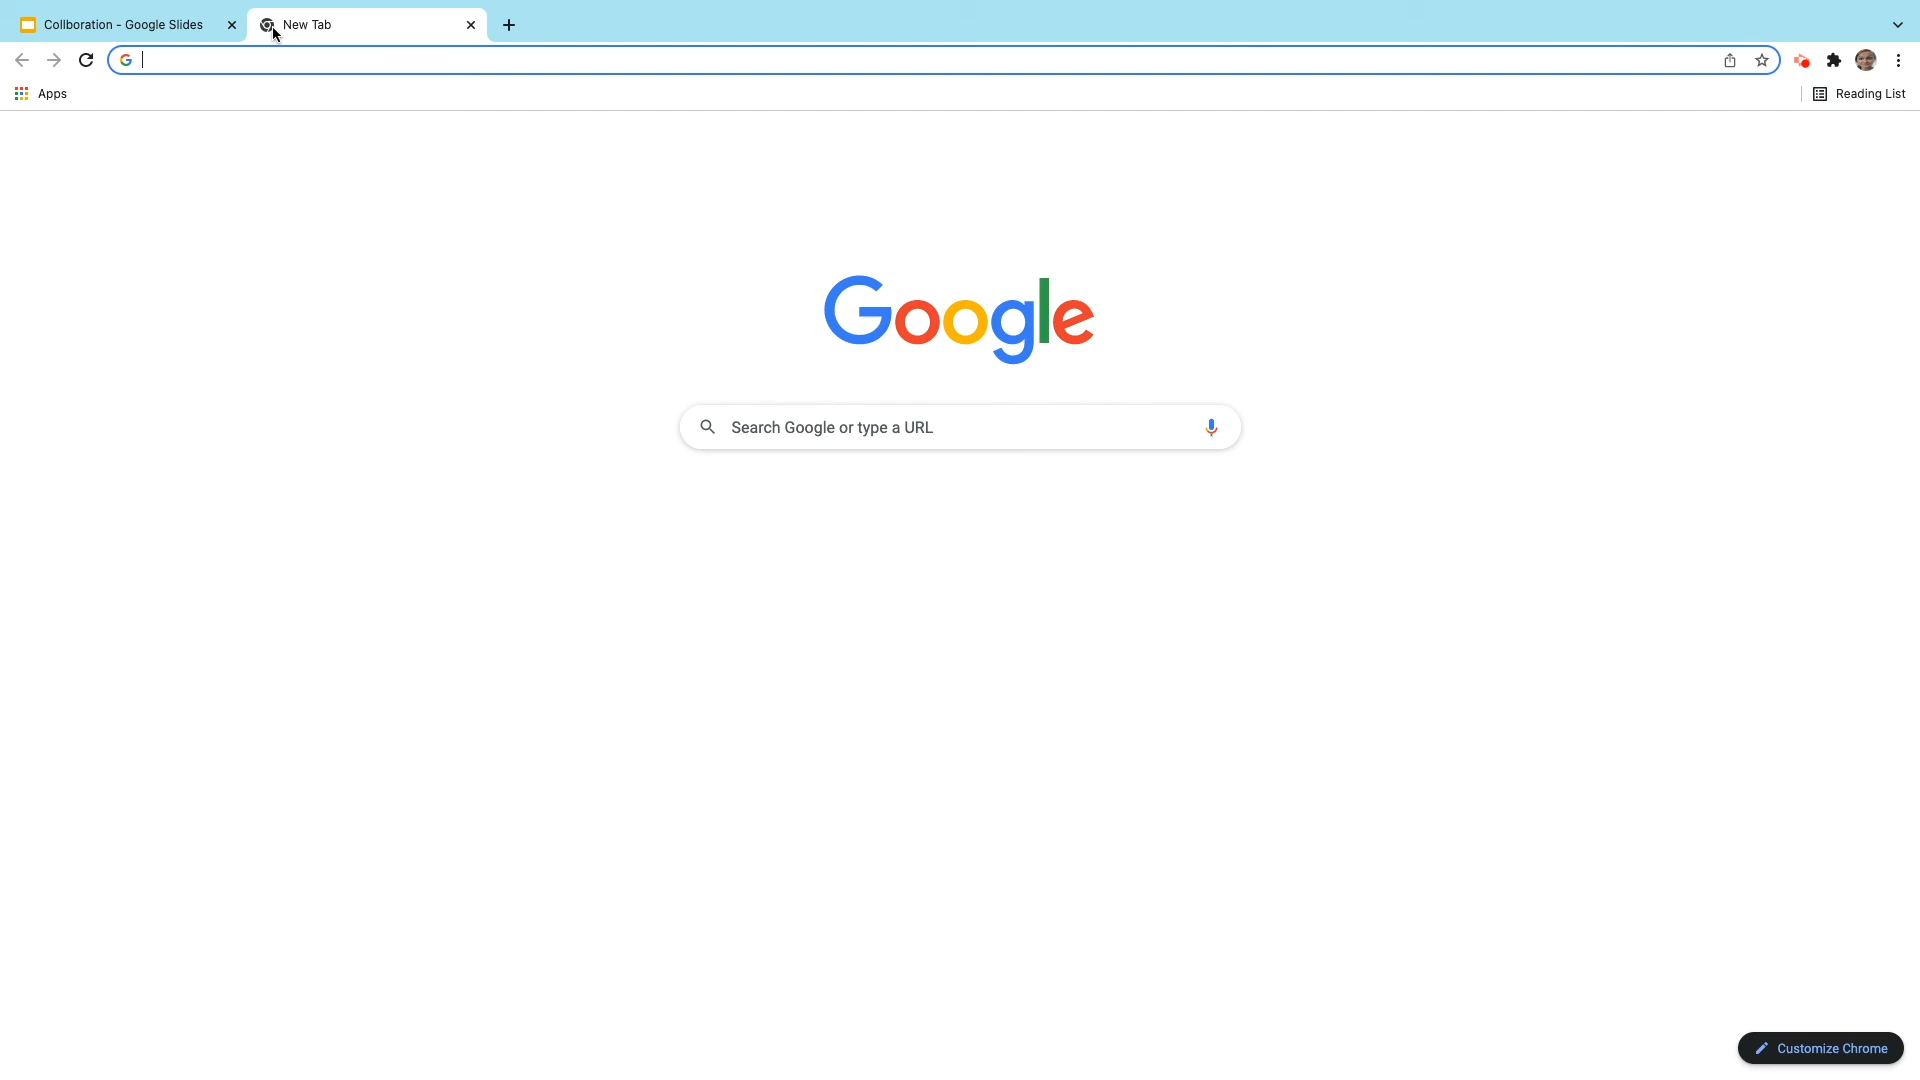 Collboration - Google Slides
New Tab
Apps
Reading List
Google
Search Google or type a URL
Customize Chrome